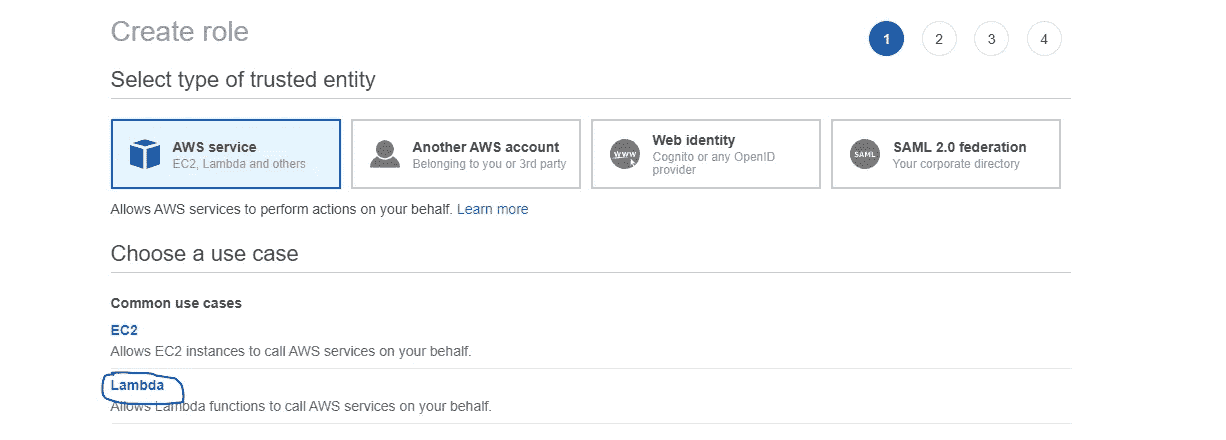 Create role
1 2 3 4
Select type of trusted entity
AWS service
EC2, Lambda and others
Another AWS account
Belonging to you or 3rd party
WWW
Web identity
Cognito or any OpenID
provider
SAML
SAML 2.0 federation
Your corporate directory
Allows AWS services to perform actions on your behalf. Learn more
Choose a use case
Common use cases
EC2
Allows EC2 instances to call AWS services on your behalf.
Lambda
Allows Lambda functions to call AWS services on your behalf.